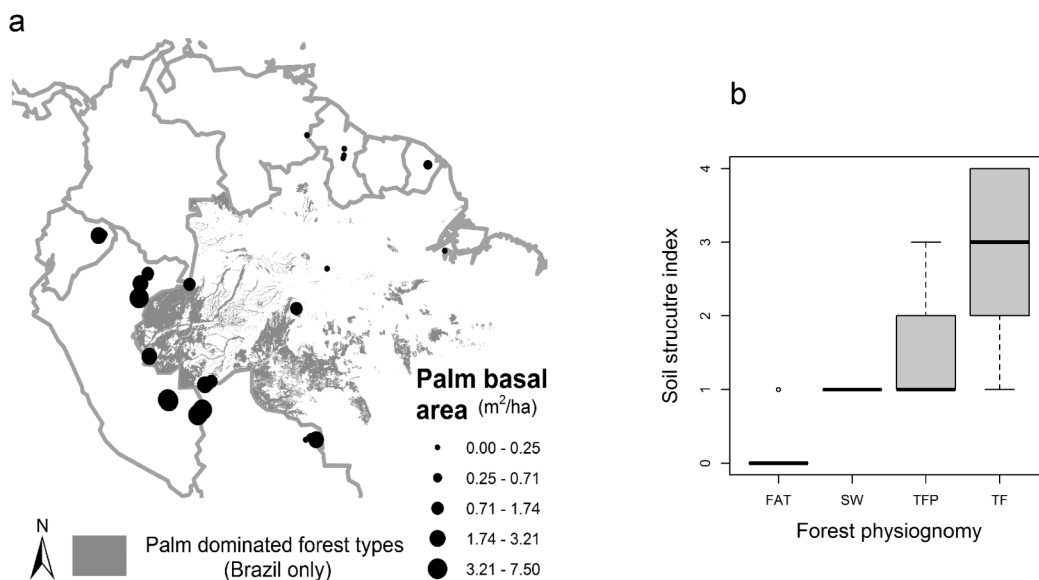 a
Palm basal
area (m²/ha)
0.00 - 0.25
0.25 - 0.71
0.71 - 1.74
1.74 - 3.21
3.21 - 7.50
N
Palm dominated forest types
(Brazil only)
b
Soil strucutre index
4
3
2
1
0
FAT SW TFP TF
Forest physiognomy